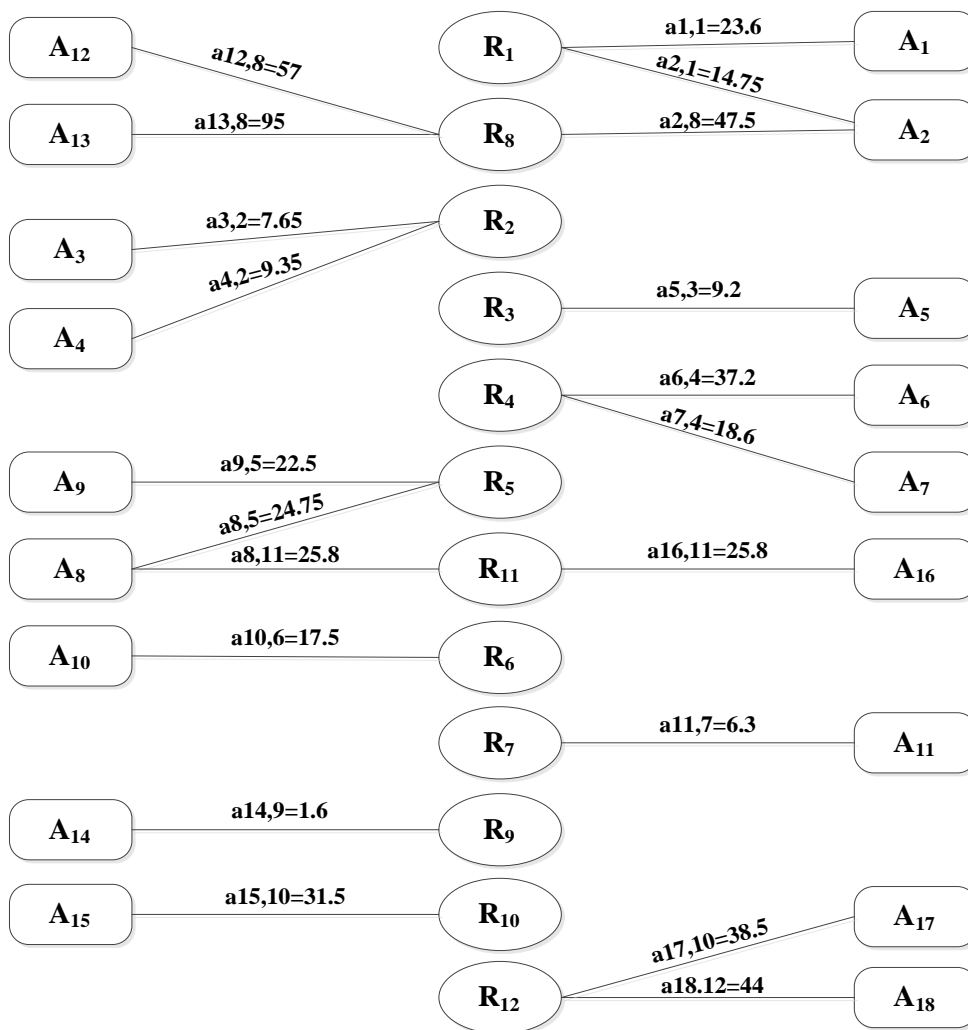 A12 a12,8=57 R1 a1,1=23.6 A1
a2,1=14.75
A13 a13,8=95 R8 a2,8=47.5 A2
A3 a3,2=7.65 R2
a4,2=9.35
A4 R3 a5,3=9.2 A5
R4 a6,4=37.2 A6
a7,4=18.6
A9 a9,5=22.5 R5 A7
a8,5=24.75
A8 a8,11=25.8 R11 a16,11=25.8 A16
A10 a10,6=17.5 R6
R7 a11,7=6.3 A11
A14 a14,9=1.6 R9
A15 a15,10=31.5 R10 A17
a17,10=38.5
R12 a18.12=44 A18